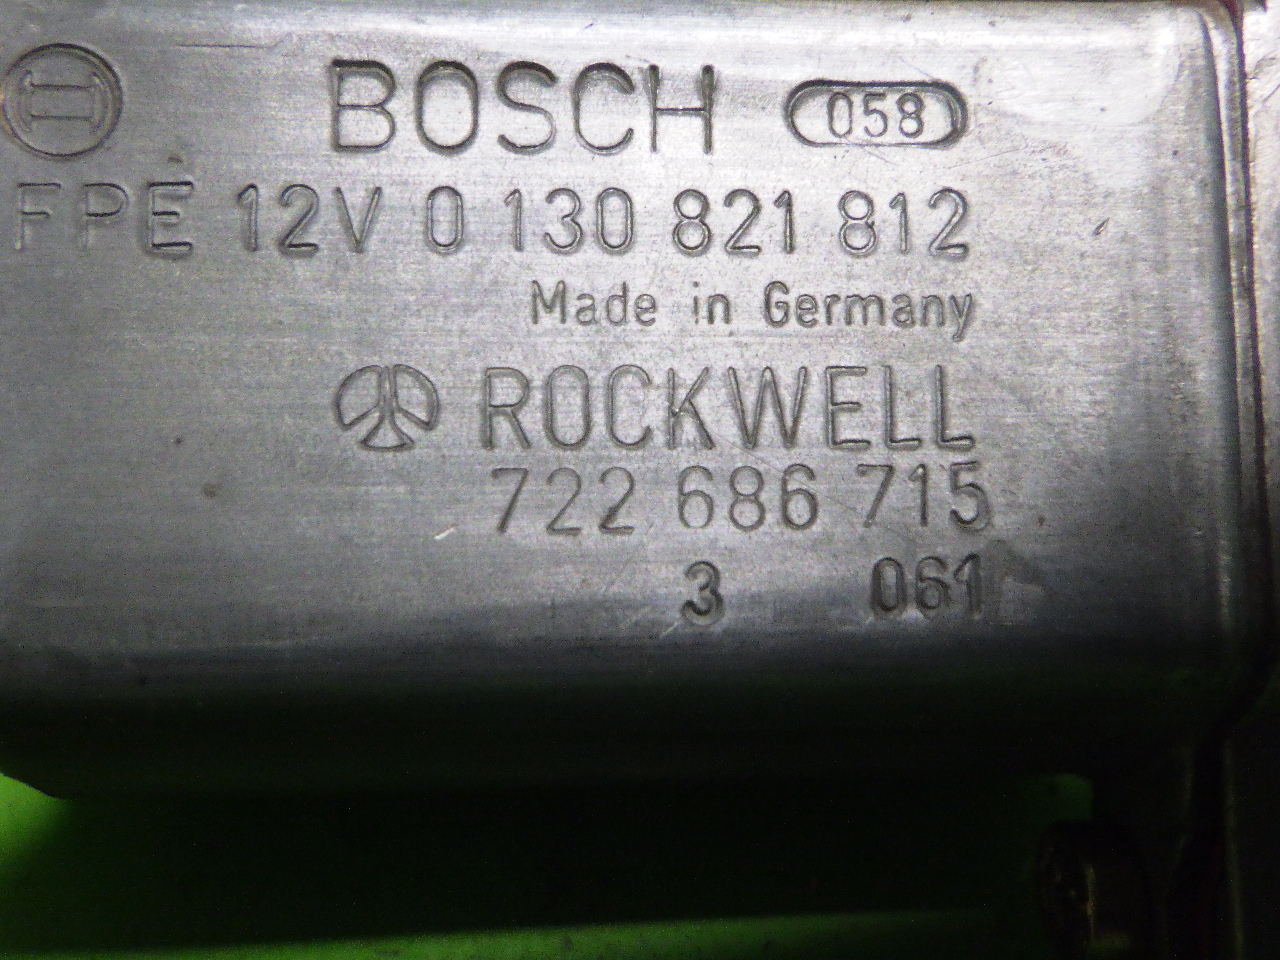 BOSCH 058
FPE 12V 0 130 821 812
Made in Germany
ROCKWELL
722 686 715
3 061